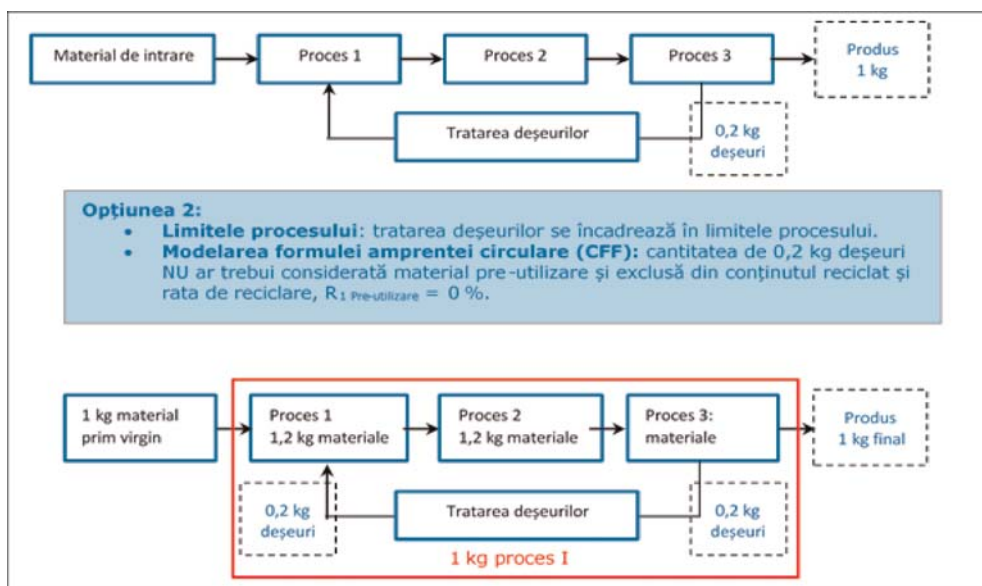 Material de intrare
Proces 1
Proces 2
Proces 3
Produs
1 kg
Tratarea deșeurilor
0,2 kg
deșeuri
Opțiunea 2:
• Limitele procesului: tratarea deșeurilor se încadrează în limitele procesului.
• Modelarea formulei amprentei circulare (CFF): cantitatea de 0,2 kg deșeuri
NU ar trebui considerată material pre-utilizare și exclusă din conținutul reciclat și
rata de reciclare, R1 Pre-utilizare = 0 %.
1 kg material
prim virgin
Proces 1
1,2 kg materiale
Proces 2
1,2 kg materiale
Proces 3:
materiale
Produs
1 kg final
0,2 kg
deșeuri
Tratarea deșeurilor
0,2 kg
deșeuri
1 kg proces I